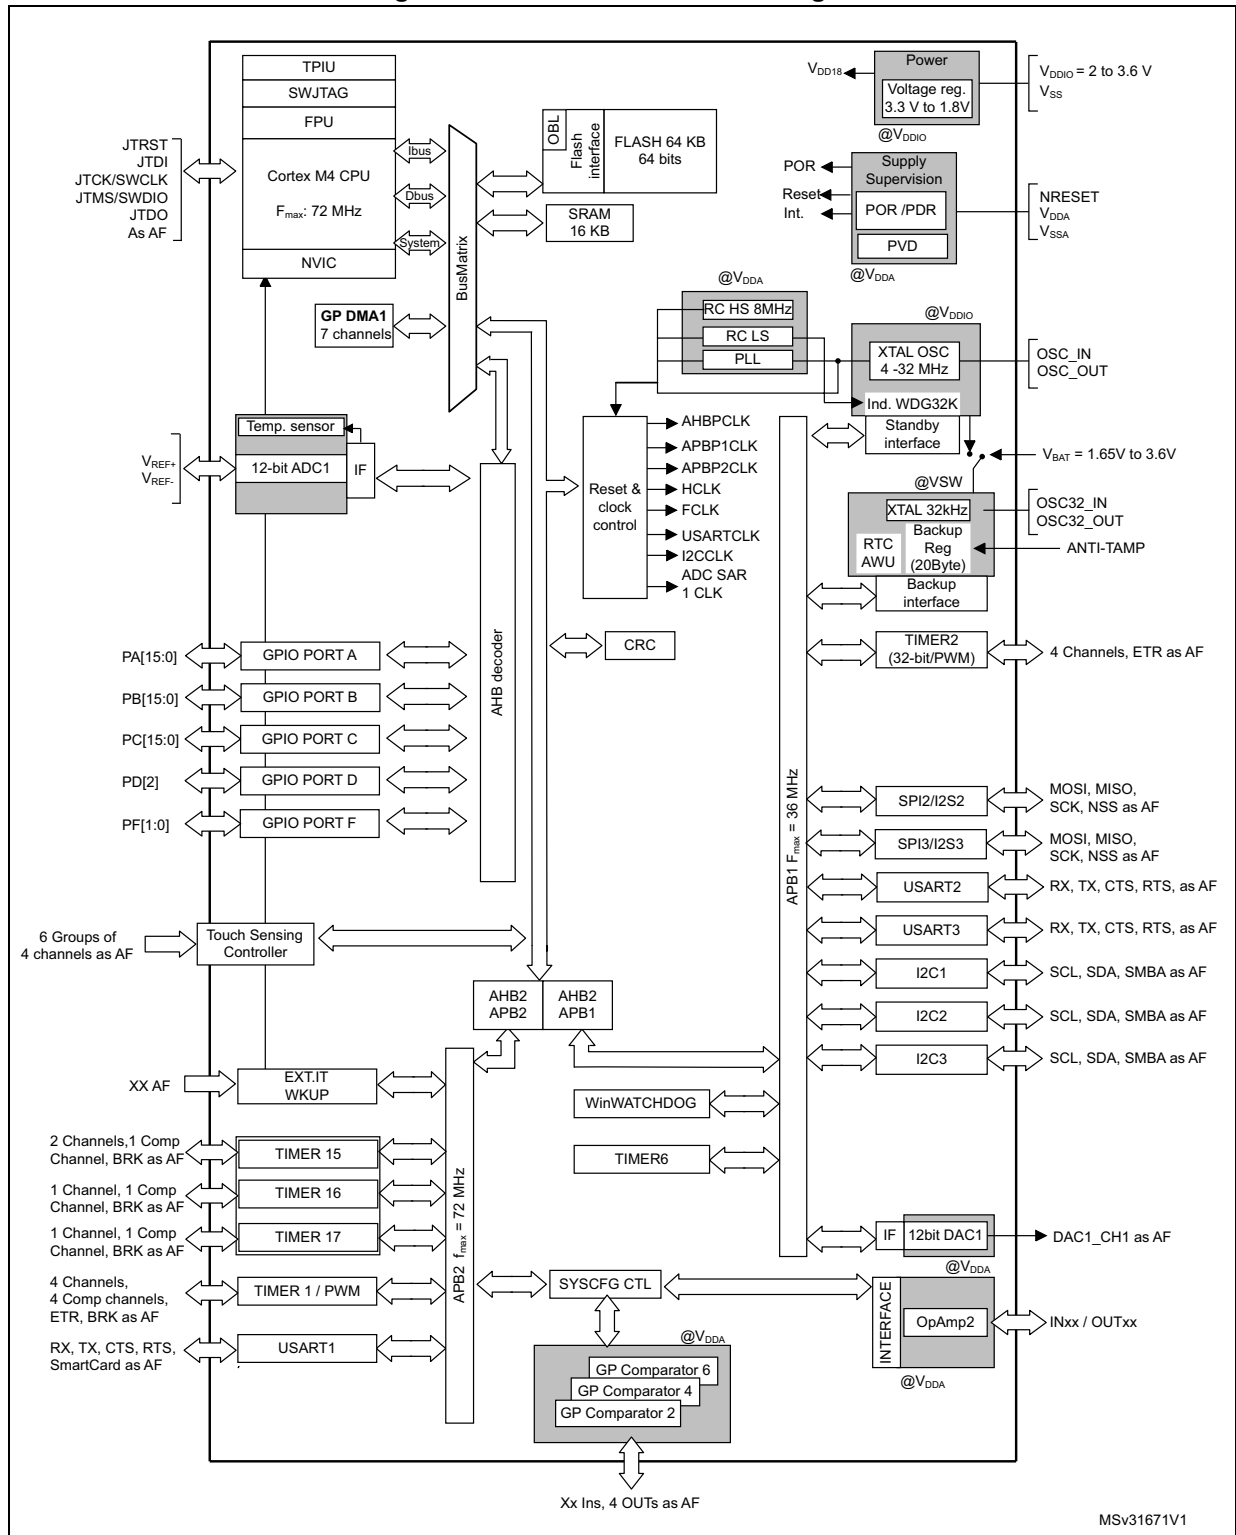 TPIU
SWJTAG
FPU
Cortex M4 CPU
Fmax: 72 MHz
NVIC
JTRST
JTDI
JTCK/SWCLK
JTMS/SWDIO
JTDO
As AF
Ibus
Dbus
System
BusMatrix
OBL
Flash
interface
FLASH 64 KB
64 bits
SRAM
16 KB
GP DMA1
7 channels
VDD18
Power
Voltage reg.
3.3 V to 1.8V
@VDDIO
VDDIO = 2 to 3.6 V
VSS
POR
Reset
Int.
Supply
Supervision
POR /PDR
PVD
@VDDA
NRESET
VDDA
VSSA
@VDDA
RC HS 8MHz
RC LS
PLL
@VDDIO
XTAL OSC
4 -32 MHz
Ind. WDG32K
Standby
interface
OSC_IN
OSC_OUT
VBAT = 1.65V to 3.6V
@VSW
XTAL 32kHz
RTC
AWU
Backup
Reg
(20Byte)
Backup
interface
OSC32_IN
OSC32_OUT
ANTI-TAMP
VREF+
VREF-
Temp. sensor
12-bit ADC1
IF
Reset &
clock
control
AHBPCLK
APBP1CLK
APBP2CLK
HCLK
FCLK
USARTCLK
I2CCLK
ADC SAR
1 CLK
AHB decoder
CRC
PA[15:0]
GPIO PORT A
PB[15:0]
GPIO PORT B
PC[15:0]
GPIO PORT C
PD[2]
GPIO PORT D
PF[1:0]
GPIO PORT F
6 Groups of
4 channels as AF
Touch Sensing
Controller
AHB2
APB2
AHB2
APB1
APB1 Fmax = 36 MHz
TIMER2
(32-bit/PWM)
4 Channels, ETR as AF
SPI2/I2S2
MOSI, MISO,
SCK, NSS as AF
SPI3/I2S3
MOSI, MISO,
SCK, NSS as AF
USART2
RX, TX, CTS, RTS, as AF
USART3
RX, TX, CTS, RTS, as AF
I2C1
SCL, SDA, SMBA as AF
I2C2
SCL, SDA, SMBA as AF
I2C3
SCL, SDA, SMBA as AF
WinWATCHDOG
TIMER6
IF
12bit DAC1
@VDDA
DAC1_CH1 as AF
XX AF
EXT.IT
WKUP
2 Channels,1 Comp
Channel, BRK as AF
TIMER 15
1 Channel, 1 Comp
Channel, BRK as AF
TIMER 16
1 Channel, 1 Comp
Channel, BRK as AF
TIMER 17
4 Channels,
4 Comp channels,
ETR, BRK as AF
TIMER 1 / PWM
RX, TX, CTS, RTS,
SmartCard as AF
USART1
APB2 fmax = 72 MHz
SYSCFG CTL
INTERFACE
OpAmp2
@VDDA
INxx / OUTxx
@VDDA
GP Comparator 6
GP Comparator 4
GP Comparator 2
Xx Ins, 4 OUTs as AF
MSv31671V1